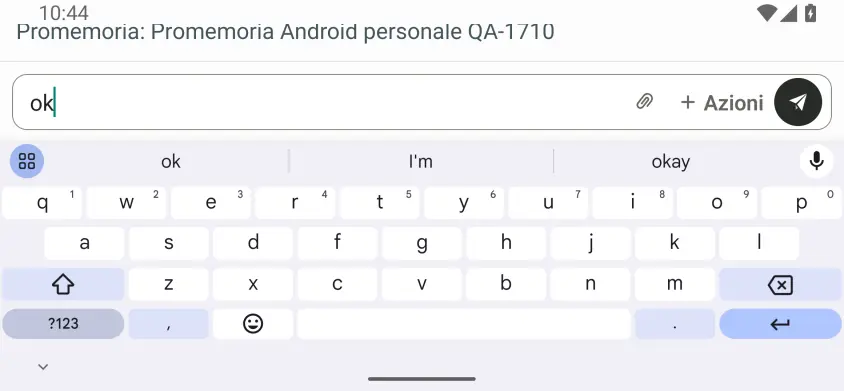 10:44
Promemoria: Promemoria Android personale QA-1710
ok
+ Azioni
ok I'm okay
q 1 w 2 e 3 r 4 t 5 y 6 u 7 i 8 o 9 p 0
a s d f g h j k l
z x c v b n m
?123 , .